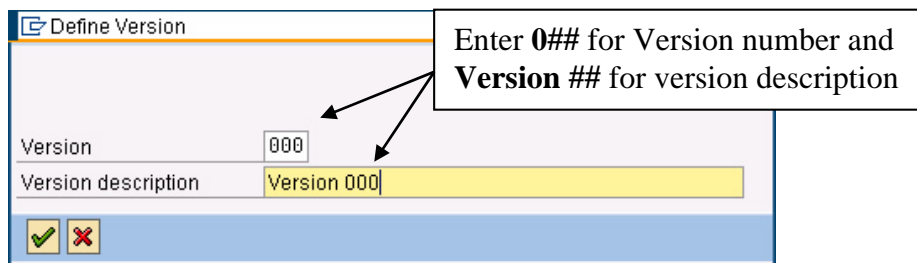 Define Version
Enter 0## for Version number and
Version ## for version description
Version 000
Version description Version 000